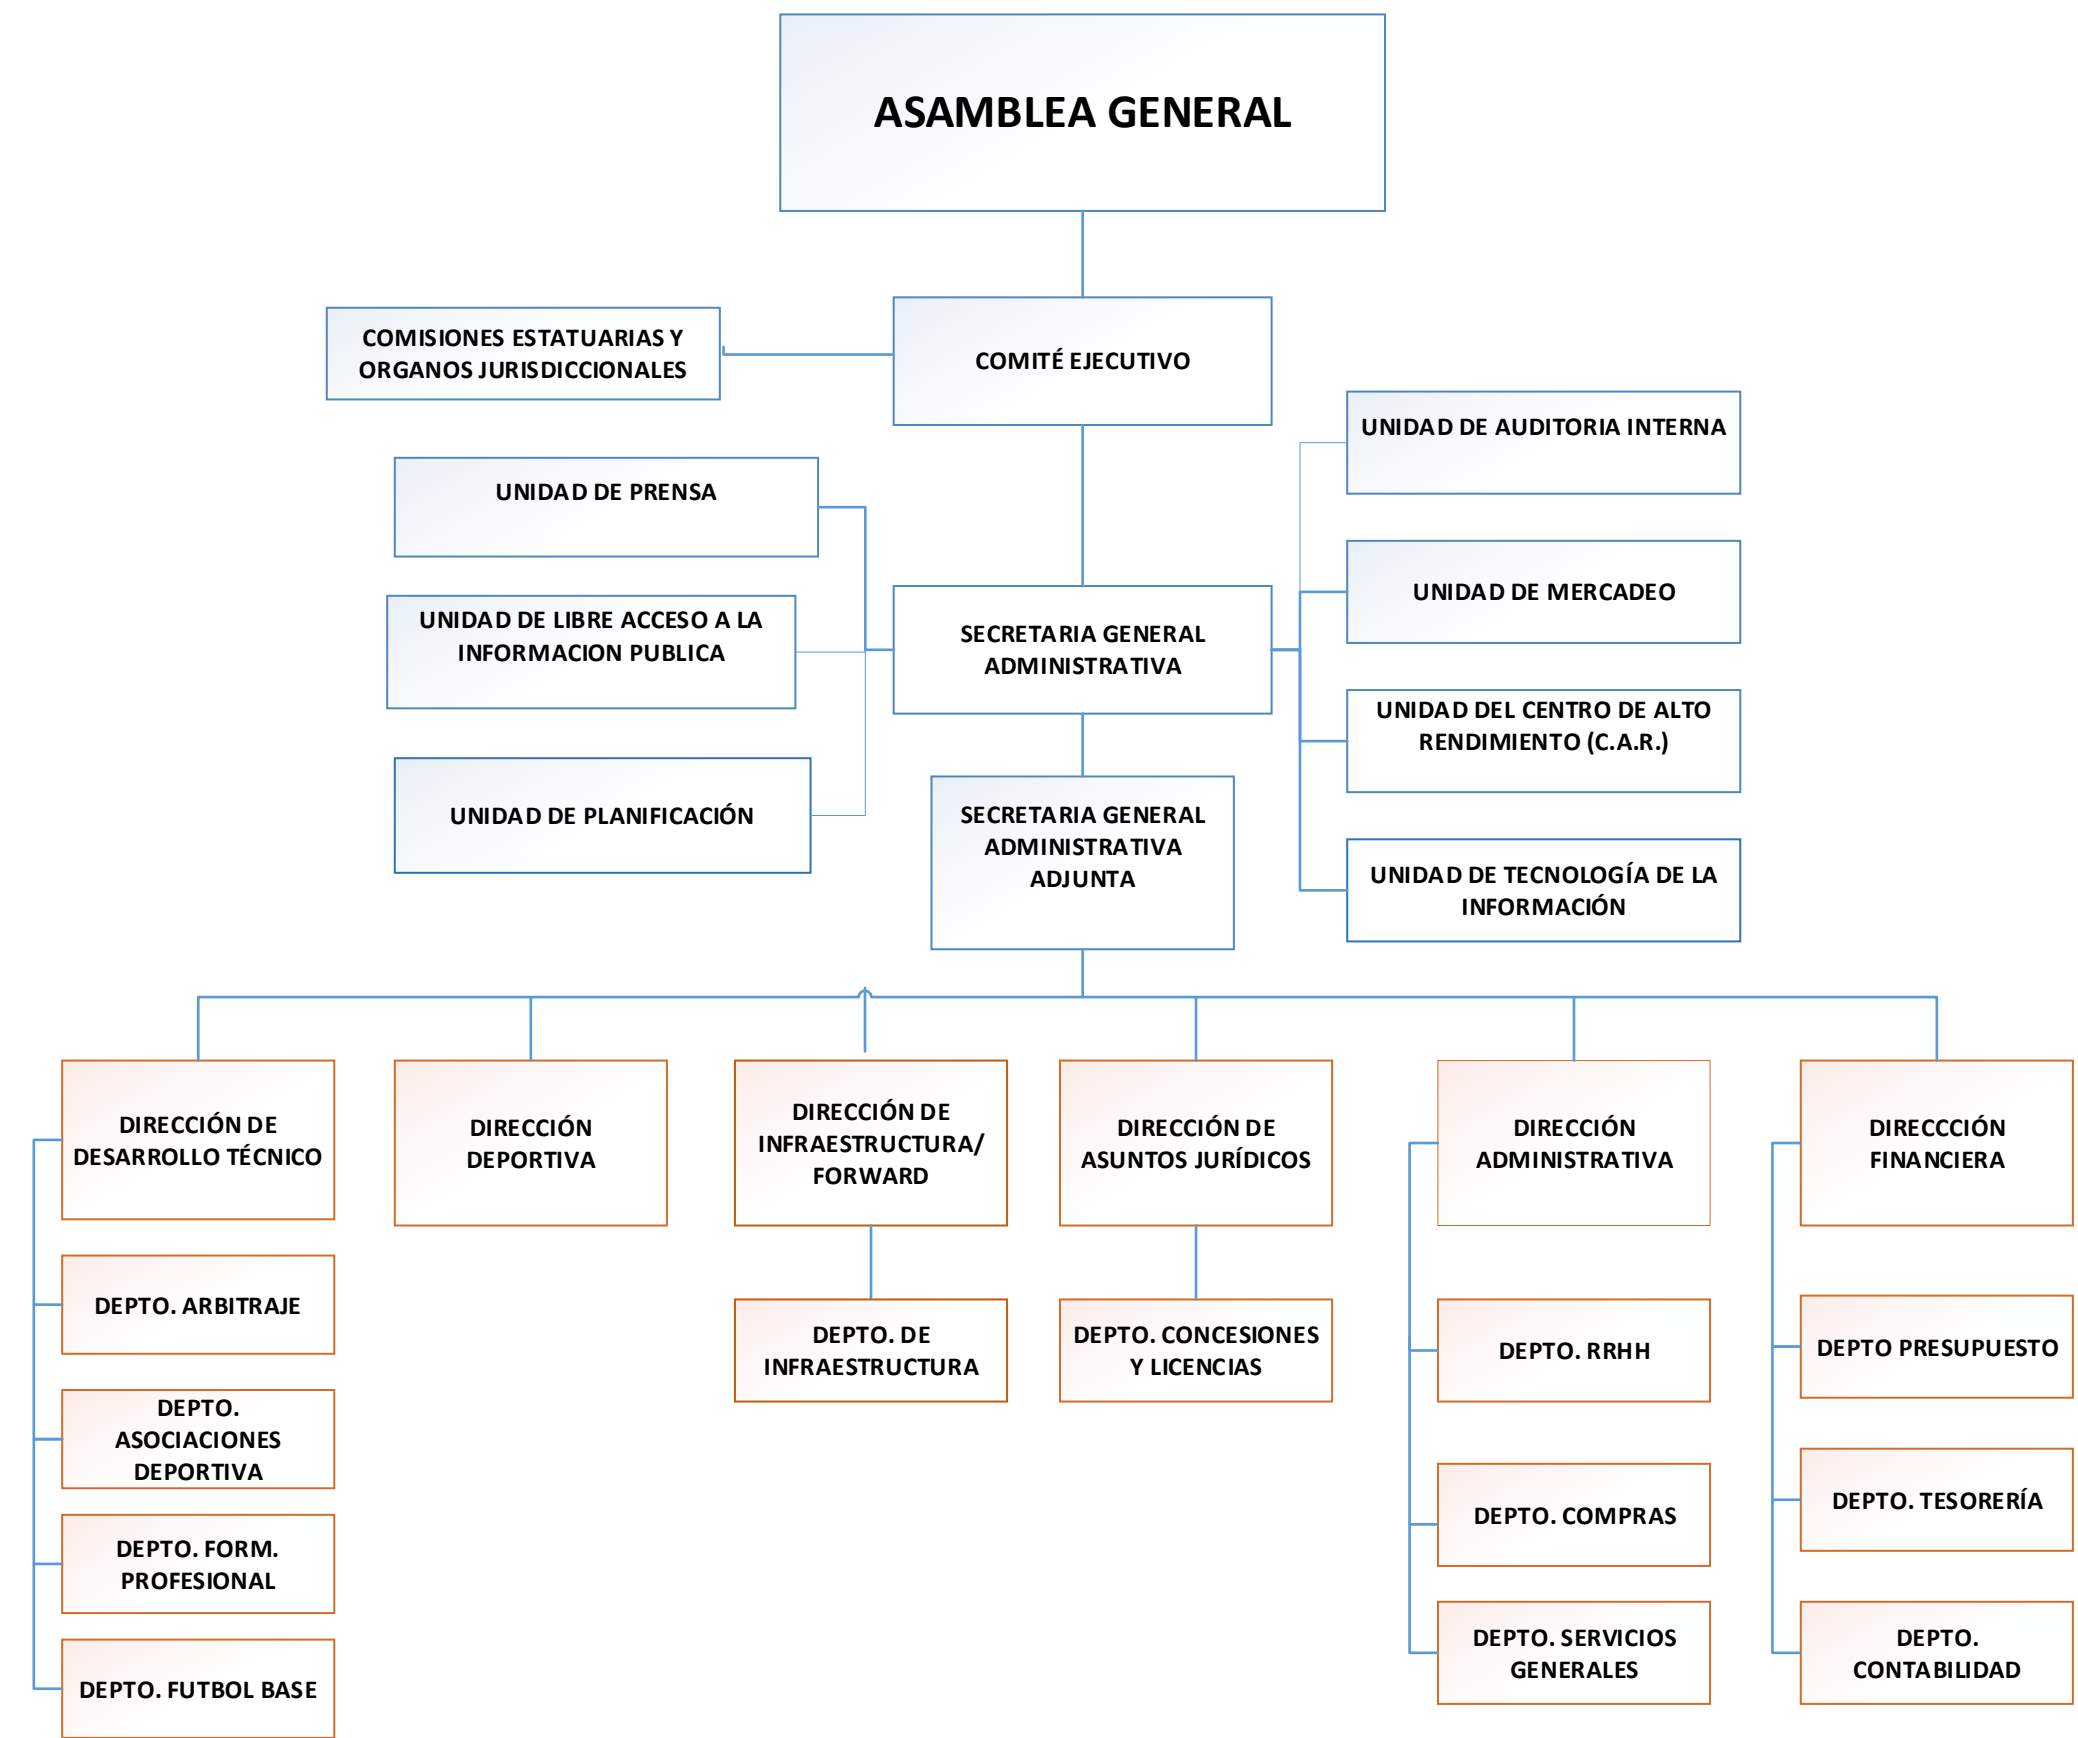 ASAMBLEA GENERAL
COMISIONES ESTATUARIAS Y
ORGANOS JURISDICCIONALES
COMITÉ EJECUTIVO
UNIDAD DE AUDITORIA INTERNA
UNIDAD DE PRENSA
UNIDAD DE MERCADEO
UNIDAD DE LIBRE ACCESO A LA
INFORMACION PUBLICA
SECRETARIA GENERAL
ADMINISTRATIVA
UNIDAD DEL CENTRO DE ALTO
RENDIMIENTO (C.A.R.)
UNIDAD DE PLANIFICACIÓN
SECRETARIA GENERAL
ADMINISTRATIVA
ADJUNTA
UNIDAD DE TECNOLOGÍA DE LA
INFORMACIÓN
DIRECCIÓN DE
DESARROLLO TÉCNICO
DIRECCIÓN
DEPORTIVA
DIRECCIÓN DE
INFRAESTRUCTURA/
FORWARD
DIRECCIÓN DE
ASUNTOS JURÍDICOS
DIRECCIÓN
ADMINISTRATIVA
DIRECCCIÓN
FINANCIERA
DEPTO. ARBITRAJE
DEPTO.
ASOCIACIONES
DEPORTIVA
DEPTO. FORM.
PROFESIONAL
DEPTO. FUTBOL BASE
DEPTO. DE
INFRAESTRUCTURA
DEPTO. CONCESIONES
Y LICENCIAS
DEPTO. RRHH
DEPTO. COMPRAS
DEPTO. SERVICIOS
GENERALES
DEPTO PRESUPUESTO
DEPTO. TESORERÍA
DEPTO.
CONTABILIDAD